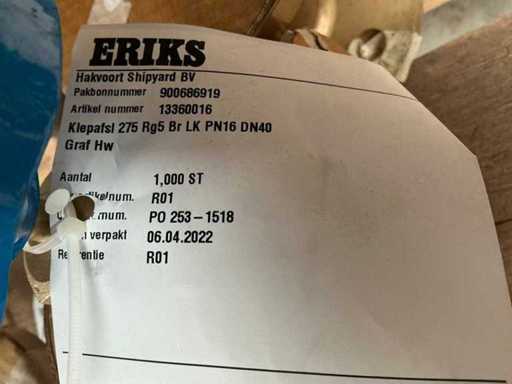 ERIKS
Hakvoort Shipyard BV
Pakbonnummer 900686919
Artikel nummer 13360016
Klepafsl 275 Rg5 Br LK PN16 DN40
Graf Hw
Aantal 1,000 ST
R01
PO 253-1518
verpakt 06.04.2022
R01